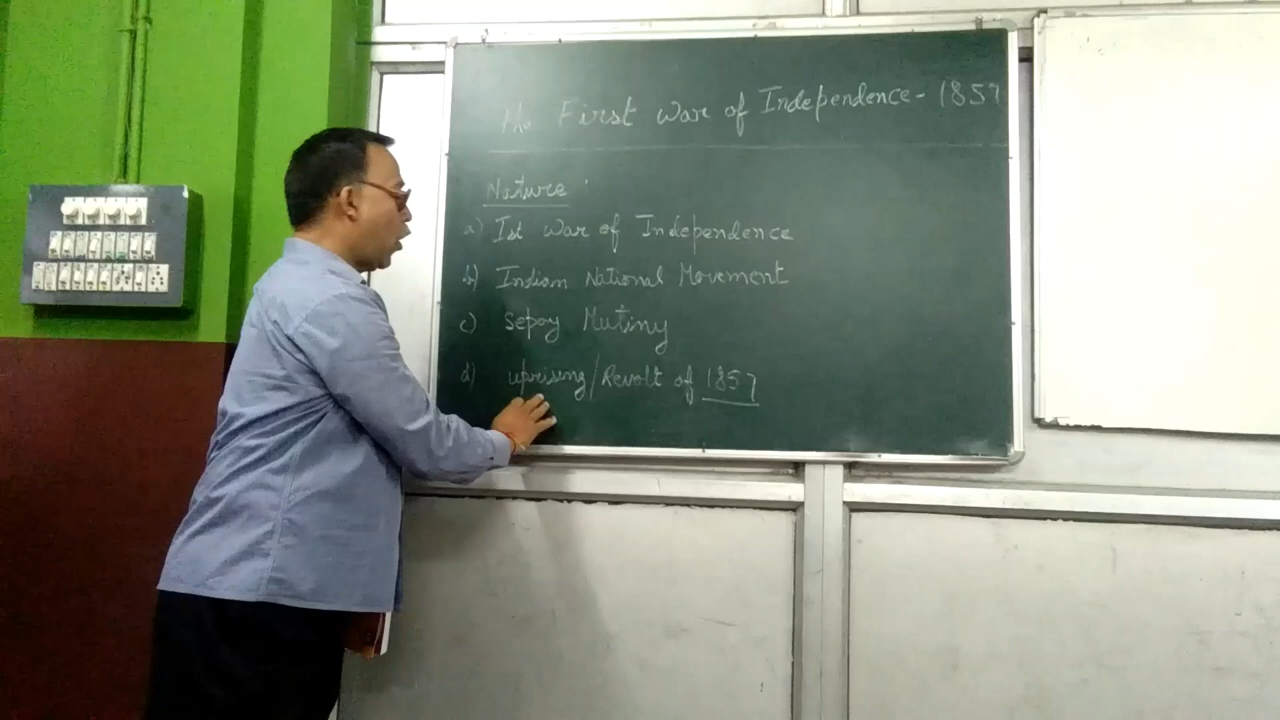 The First War of Independence - 1857
Nature :
a) Ist War of Independence
b) Indian National Movement
c) Sepoy Mutiny
d) Uprising/Revolt of 1857